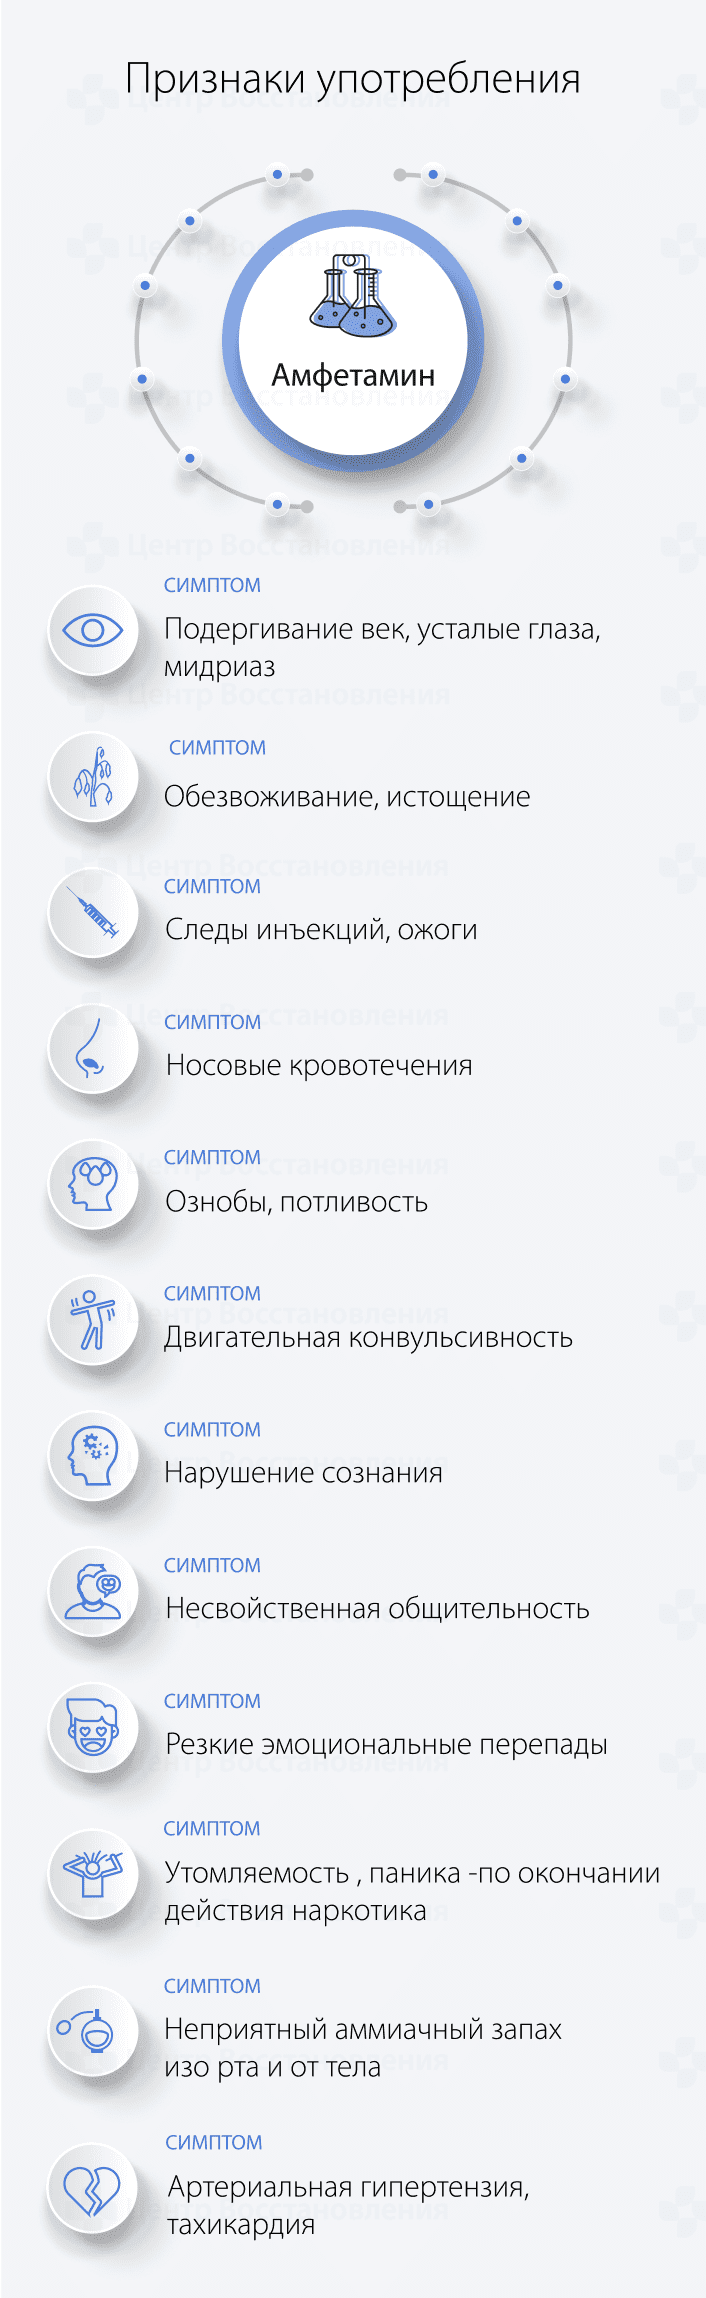 Признаки употребления
Амфетамин
СИМПТОМ
Подергивание век, усталые глаза,
мидриаз
СИМПТОМ
Обезвоживание, истощение
СИМПТОМ
Следы инъекций, ожоги
СИМПТОМ
Носовые кровотечения
СИМПТОМ
Ознобы, потливость
СИМПТОМ
Двигательная конвульсивность
СИМПТОМ
Нарушение сознания
СИМПТОМ
Несвойственная общительность
СИМПТОМ
Резкие эмоциональные перепады
СИМПТОМ
Утомляемость , паника -по окончании
действия наркотика
СИМПТОМ
Неприятный аммиачный запах
изо рта и от тела
СИМПТОМ
Артериальная гипертензия,
тахикардия
Центр Восстановления